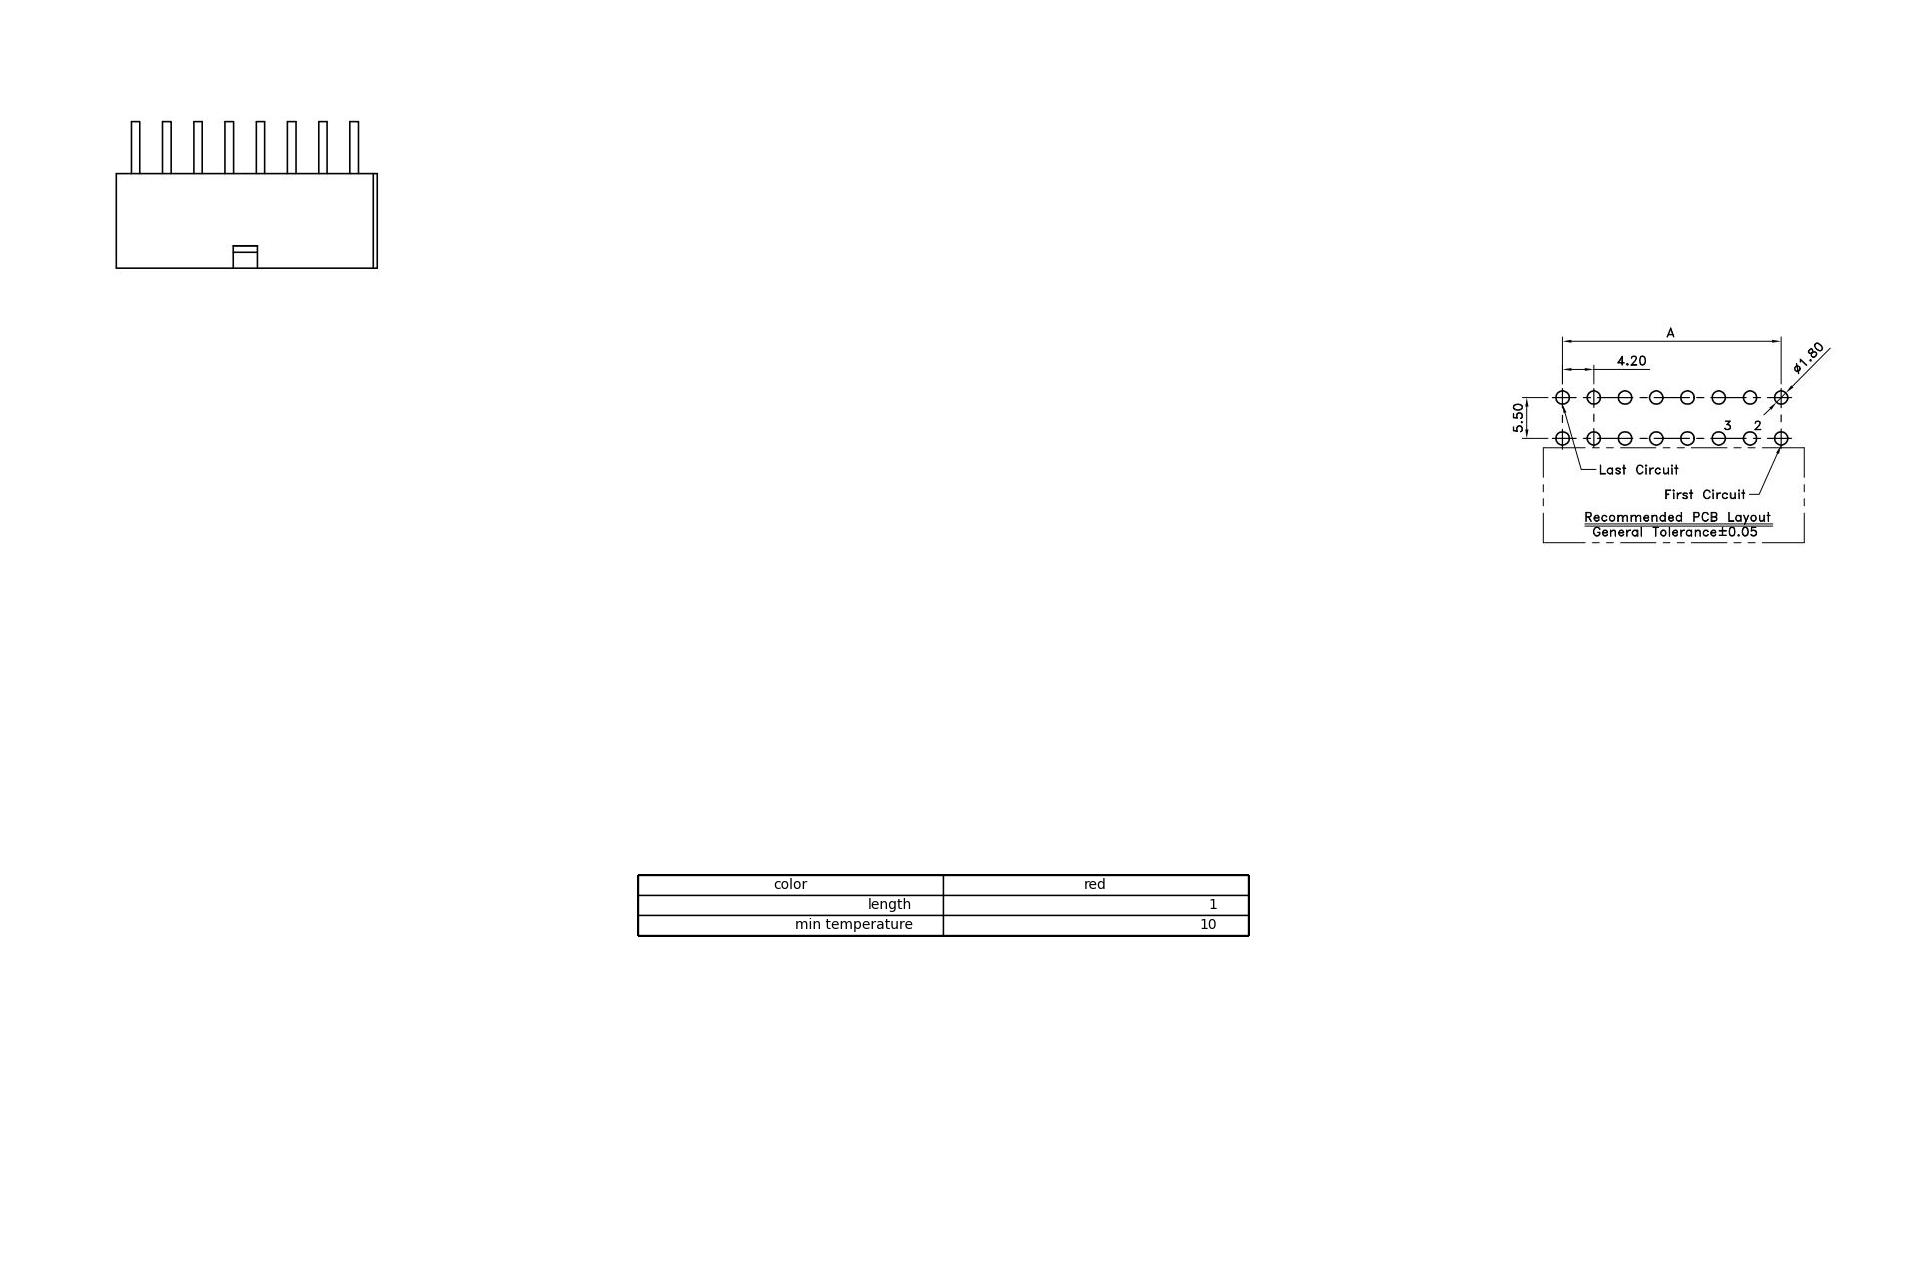 A
4.20
ø1.80
5.50
3 2
Last Circuit
First Circuit
Recommended PCB Layout
General Tolerance±0.05
color red
length 1
min temperature 10